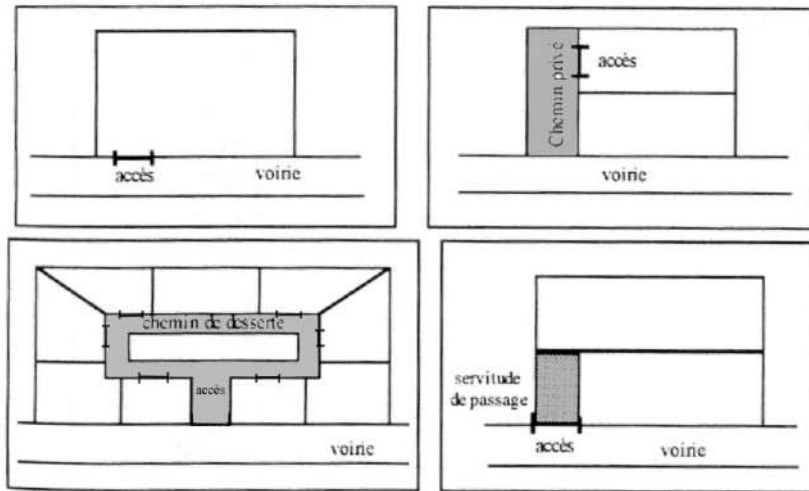 accès
voirie
Chemin privé
accès
voirie
chemin de desserte
accès
voirie
servitude
de passage
accès
voirie